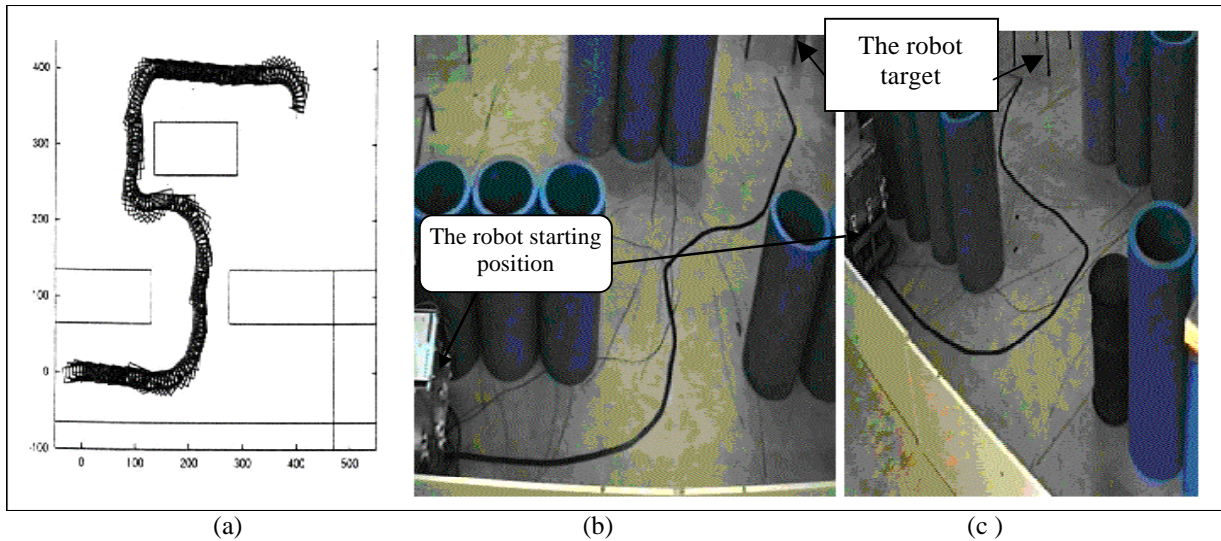 400
300
200
100
0
-100
0
100
200
300
400
500
The robot starting
position
The robot
target
(a)
(b)
(c )